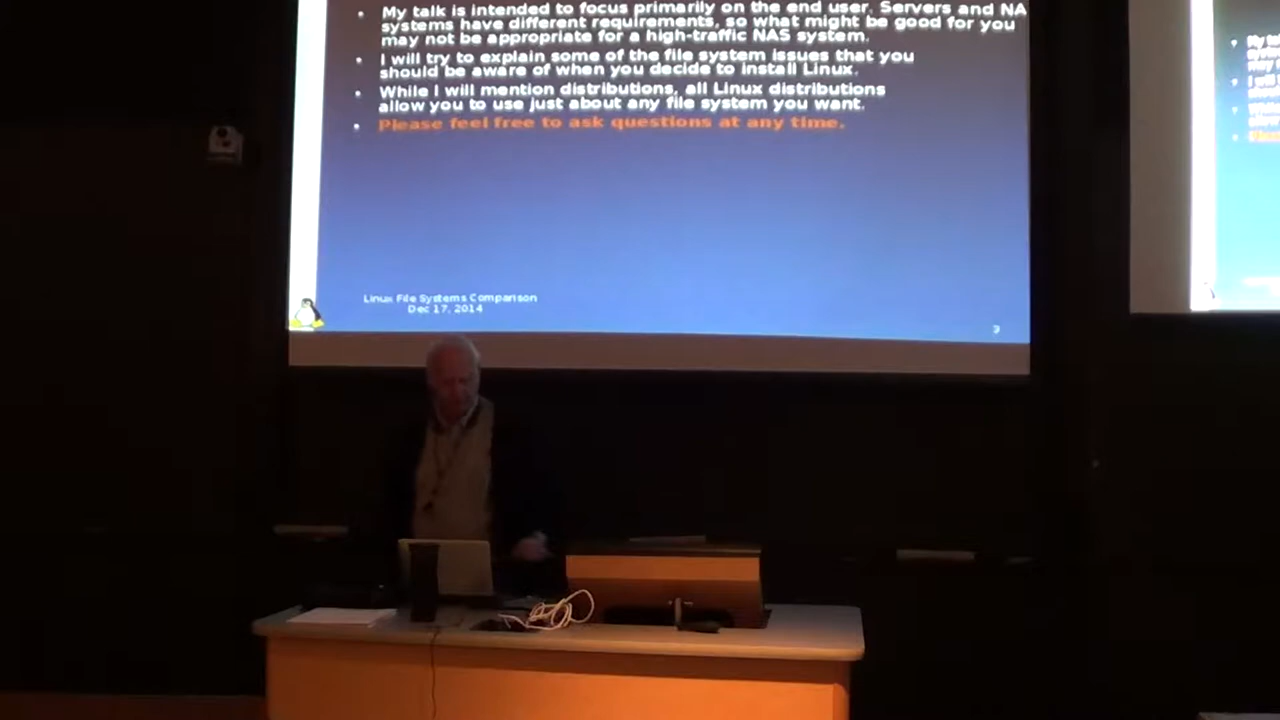 My talk is intended to focus primarily on the end user. Servers and NA
systems have different requirements, so what might be good for you
may not be appropriate for a high-traffic NAS system.
I will try to explain some of the file system issues that you
should be aware of when you decide to install Linux.
While I will mention distributions, all Linux distributions
allow you to use just about any file system you want.
Please feel free to ask questions at any time.
Linux File Systems Comparison
Dec 17, 2014